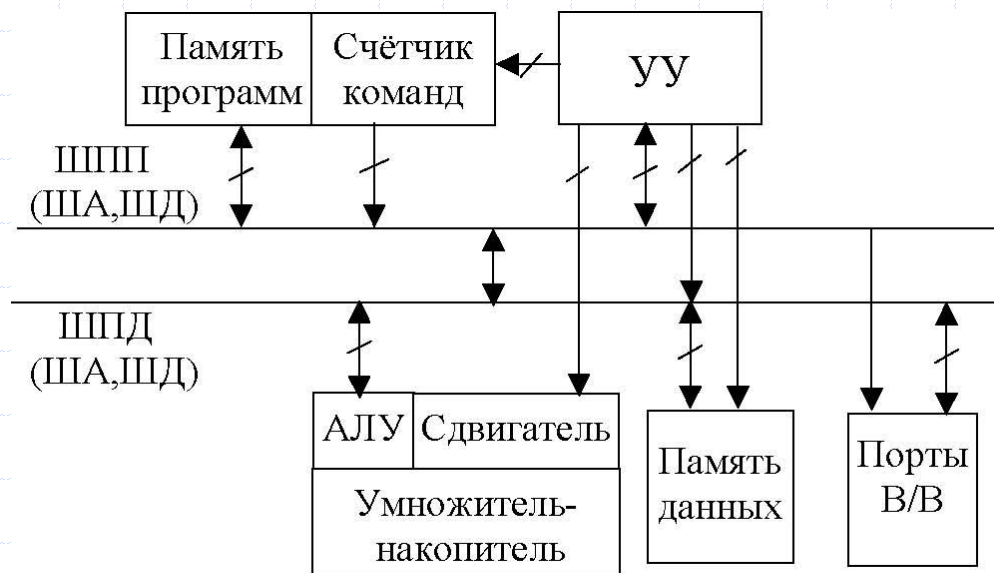 Память
программ
Счётчик
команд
УУ
ШПП
(ША,ШД)
ШПД
(ША,ШД)
АЛУ
Сдвигатель
Умножитель-
накопитель
Память
данных
Порты
В/В